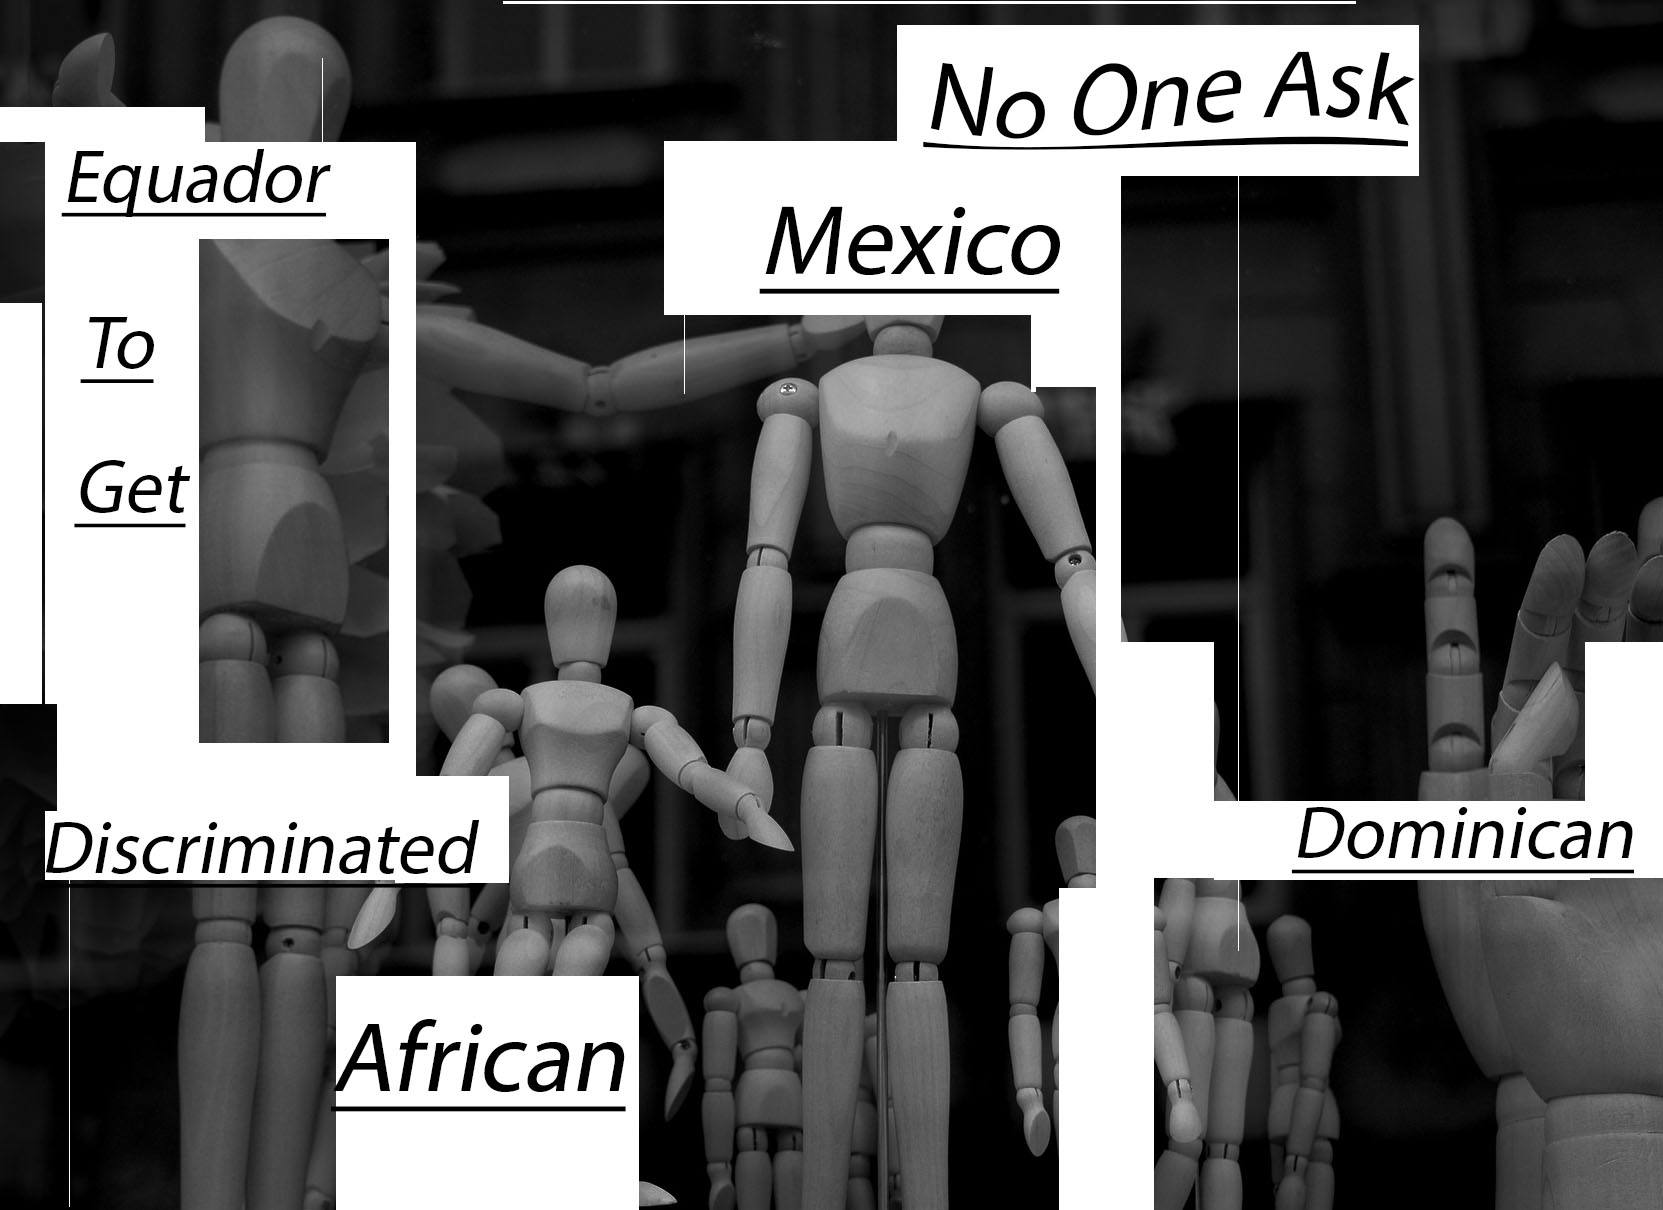 No One Ask
Equador
Mexico
To
Get
Discriminated
Dominican
African